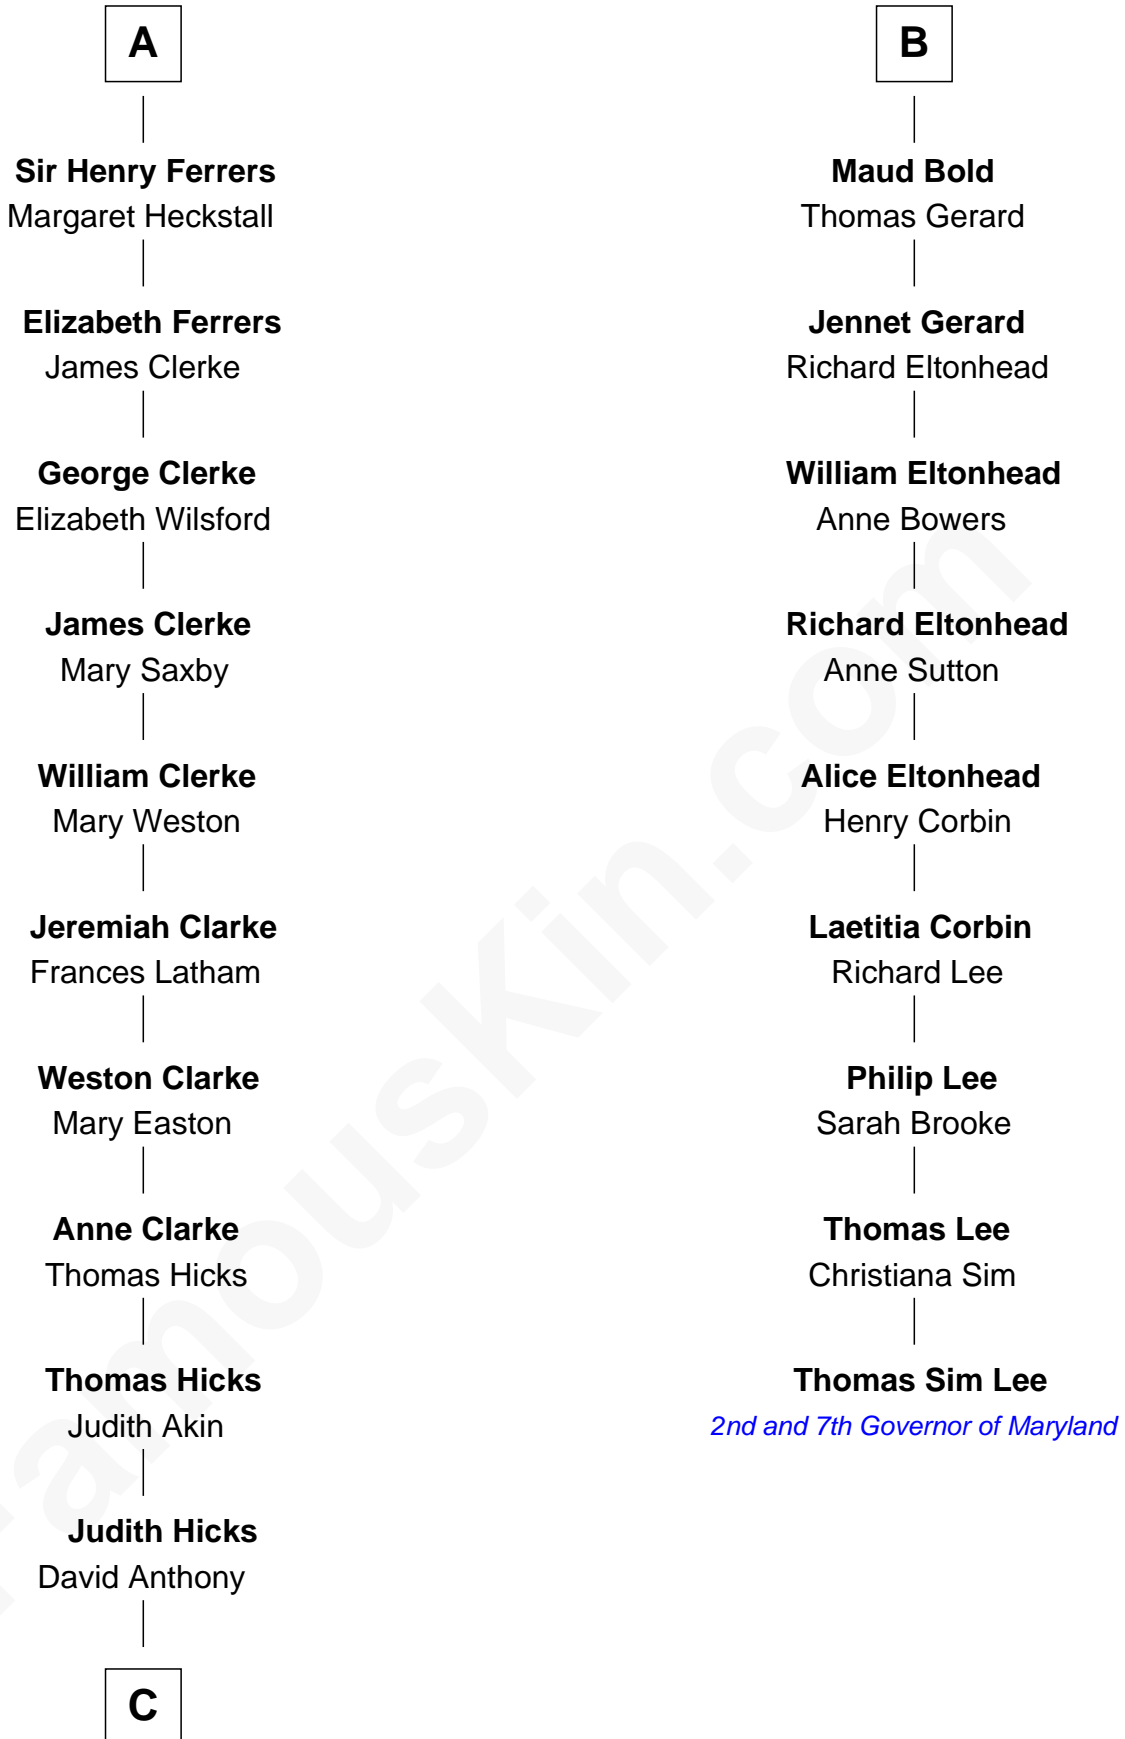 A
Sir Henry Ferrers
Margaret Heckstall
Elizabeth Ferrers
James Clerke
George Clerke
Elizabeth Wilsford
James Clerke
Mary Saxby
William Clerke
Mary Weston
Jeremiah Clarke
Frances Latham
Weston Clarke
Mary Easton
Anne Clarke
Thomas Hicks
Thomas Hicks
Judith Akin
Judith Hicks
David Anthony
C
B
Maud Bold
Thomas Gerard
Jennet Gerard
Richard Eltonhead
William Eltonhead
Anne Bowers
Richard Eltonhead
Anne Sutton
Alice Eltonhead
Henry Corbin
Laetitia Corbin
Richard Lee
Philip Lee
Sarah Brooke
Thomas Lee
Christiana Sim
Thomas Sim Lee
2nd and 7th Governor of Maryland
FamousKin.com